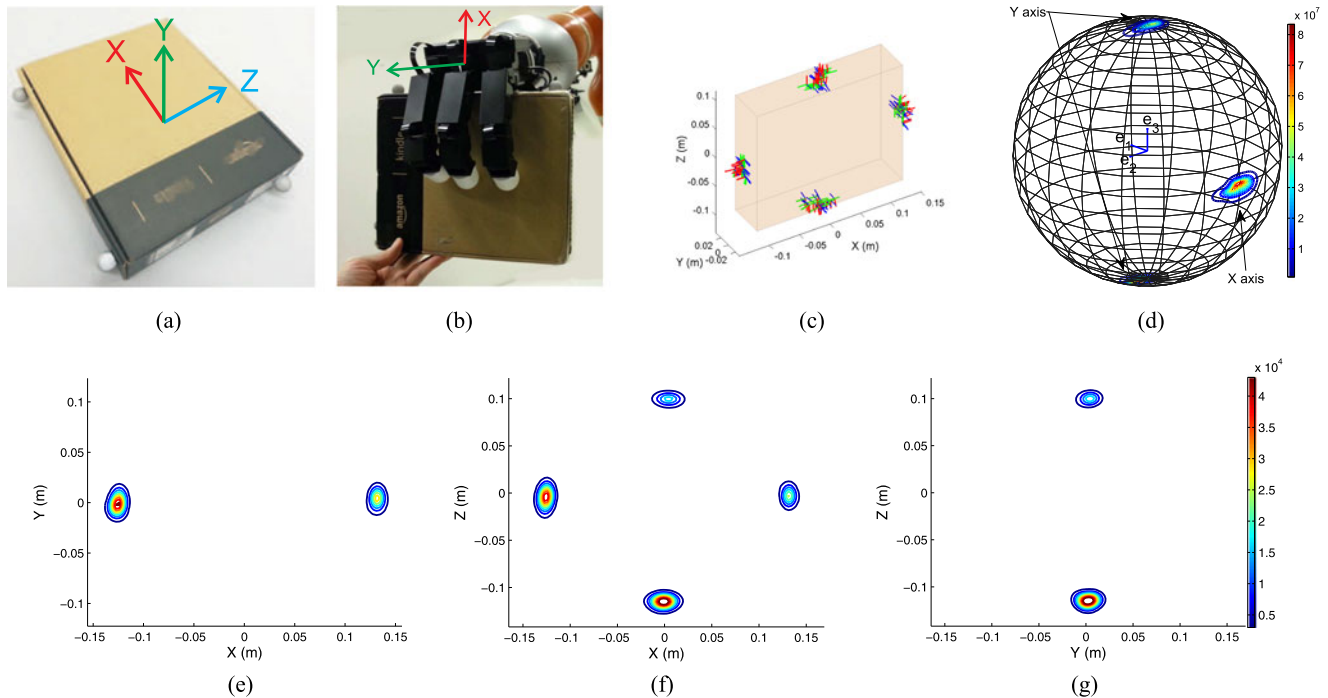 X
Y
Z
(a)
X
Y
kindle
amazon
(b)
0.15
0.1
0.05
0
-0.05
-0.1
Z (m)
0.02
0
-0.02
Y (m)
-0.1
-0.05
0
0.05
0.1
0.15
X (m)
(c)
Y axis
e1
e2
e3
X axis
x 10^7
8
7
6
5
4
3
2
1
(d)
0.1
0.05
0
−0.05
−0.1
Y (m)
−0.15 −0.1 −0.05 0 0.05 0.1 0.15
X (m)
(e)
0.1
0.05
0
−0.05
−0.1
Z (m)
−0.15 −0.1 −0.05 0 0.05 0.1 0.15
X (m)
(f)
0.1
0.05
0
−0.05
−0.1
Z (m)
−0.15 −0.1 −0.05 0 0.05 0.1 0.15
Y (m)
x 10^4
4
3.5
3
2.5
2
1.5
1
0.5
(g)